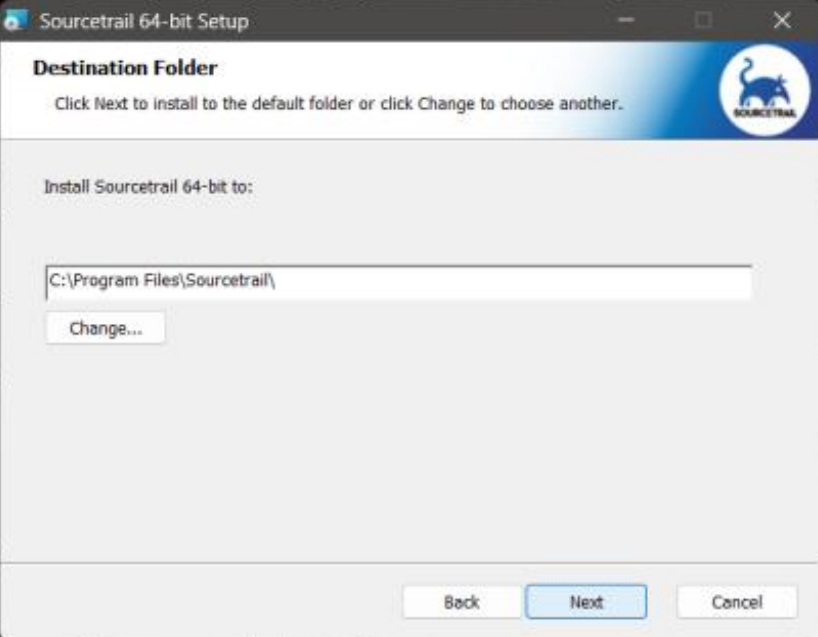 Sourcetrail 64-bit Setup
Destination Folder
Click Next to install to the default folder or click Change to choose another.
SOURCETRAIL
Install Sourcetrail 64-bit to:
C:\Program Files\Sourcetrail\
Change...
Back
Next
Cancel